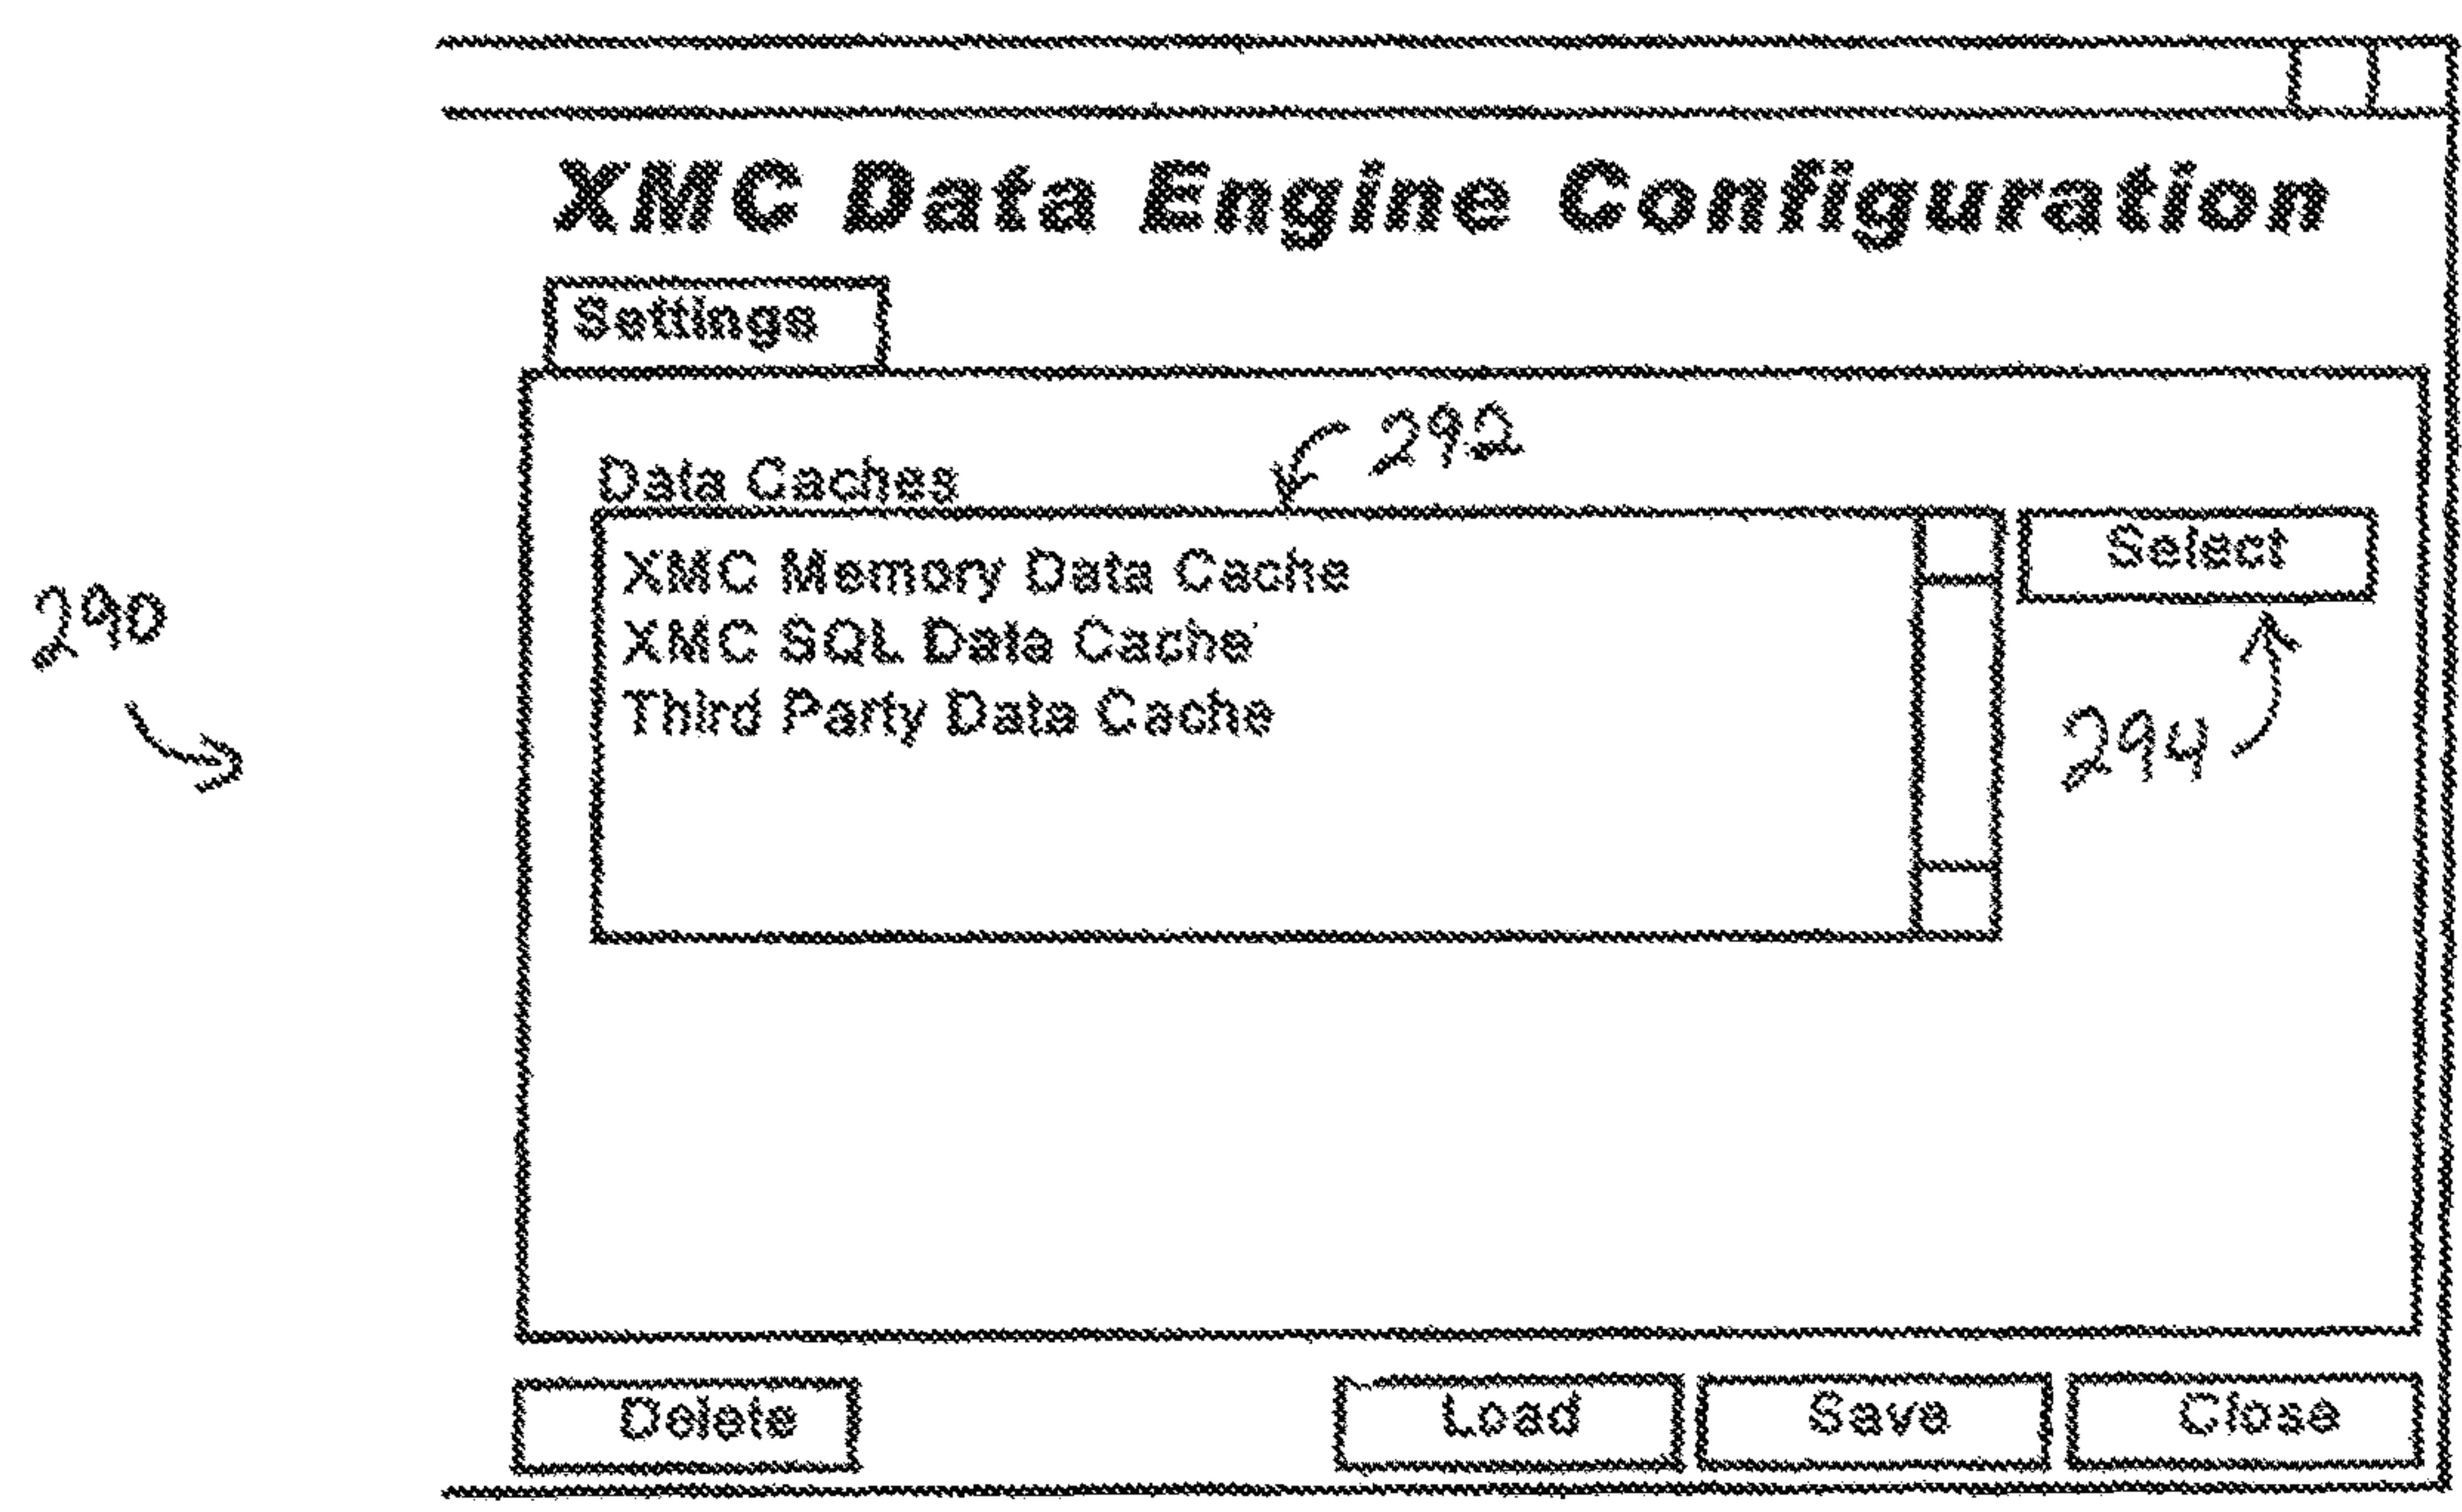 XMC Data Engine Configuration
Settings
292
Data Caches
XMC Memory Data Cache
Select
XMC SQL Data Cache
Third Party Data Cache
290
294
Delete
Load
Save
Close